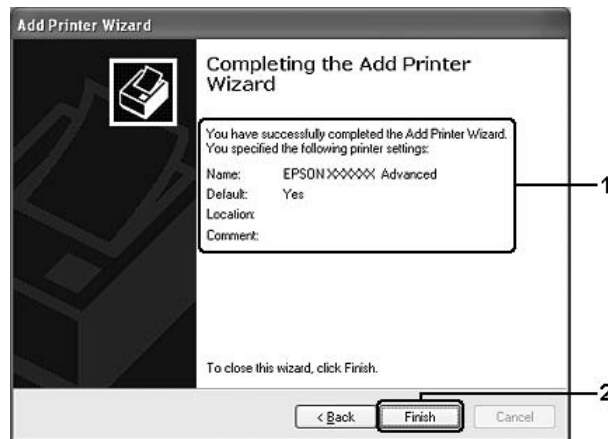 Add Printer Wizard
Completing the Add Printer
Wizard
You have successfully completed the Add Printer Wizard.
You specified the following printer settings:
Name: EPSON XXXXXX Advanced
Default: Yes
Location:
Comment:
1
To close this wizard, click Finish.
2
< Back Finish Cancel